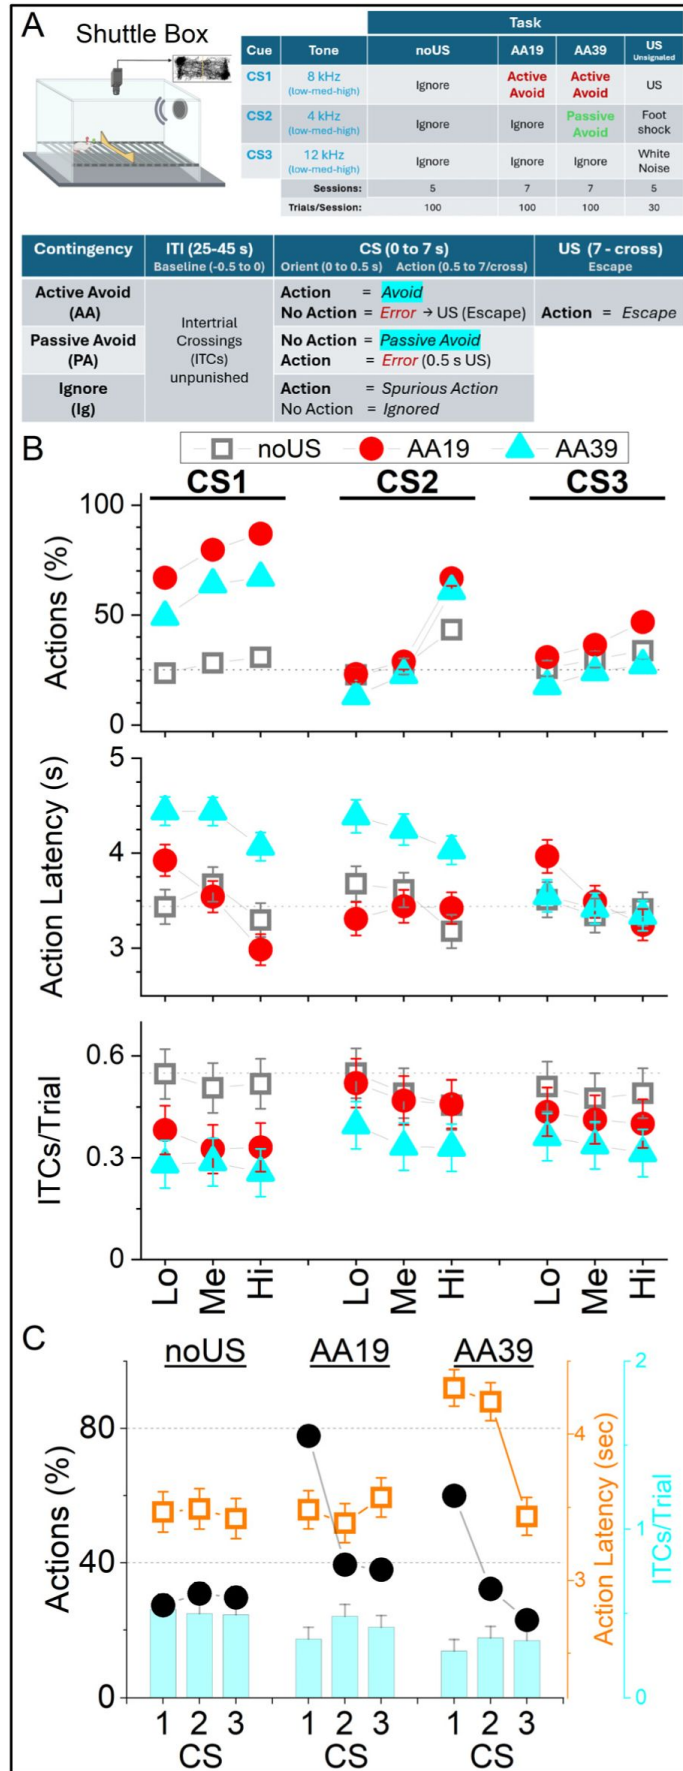 A
Shuttle Box
Task
Cue Tone noUS AA19 AA39 US Unsignaled
CS1 8 kHz (low-med-high) Ignore Active Avoid Active Avoid US
CS2 4 kHz (low-med-high) Ignore Ignore Passive Avoid Foot shock
CS3 12 kHz (low-med-high) Ignore Ignore Ignore White Noise
Sessions: 5 7 7 5
Trials/Session: 100 100 100 30
Contingency ITI (25-45 s) CS (0 to 7 s) US (7 - cross)
Baseline (-0.5 to 0) Orient (0 to 0.5 s) Action (0.5 to 7/cross) Escape
Active Avoid (AA) Action = Avoid
No Action = Error → US (Escape) Action = Escape
Intertrial Crossings (ITCs) unpunished
Passive Avoid (PA) No Action = Passive Avoid
Action = Error (0.5 s US)
Ignore (Ig) Action = Spurious Action
No Action = Ignored
B
noUS AA19 AA39
CS1 CS2 CS3
Actions (%)
100
50
0
Action Latency (s)
5
4
3
ITCs/Trial
0.6
0.3
0
Lo Me Hi Lo Me Hi Lo Me Hi
C
noUS AA19 AA39
Actions (%)
80
40
0
Action Latency (sec)
4
3
ITCs/Trial
2
1
0
1 2 3 1 2 3 1 2 3
CS CS CS